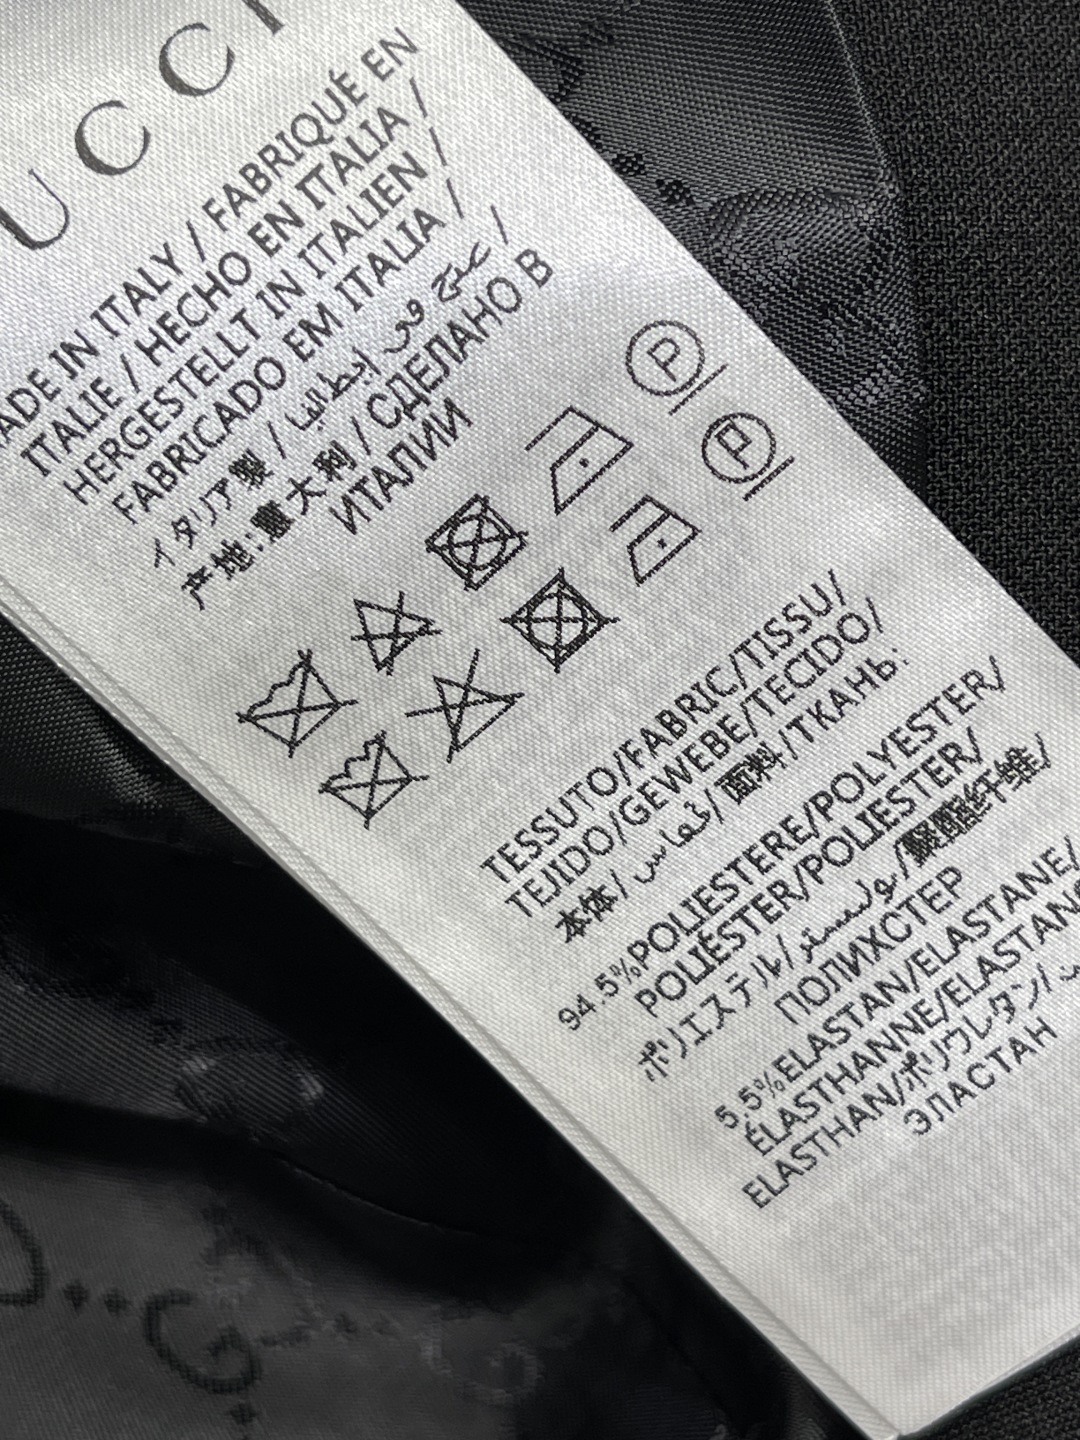 UCCI
MADE IN ITALY / FABRIQUÉ EN
ITALIE / HECHO EN ITALIA /
HERGESTELLT IN ITALIEN /
FABRICADO EM ITALIA /
イタリア製 / صنع في إيطاليا /
产地:意大利 / СДЕЛАНО В
ИТАЛИИ
P
P
TESSUTO/FABRIC/TISSU/
TEJIDO/GEWEBE/TECIDO/
本体/قماش/面料/ТКАНЬ:
94.5%POLIESTERE/POLYESTER/
POLIÉSTER/POLIESTER/
ポリエステル/بوليستر/聚酯纤维/
ПОЛИХСТЕР
5.5%ELASTAN/ELASTANE/
ÉLASTHANNE/ELASTANO
ELASTHAN/ポリウレタン/
ЭЛАСТАН